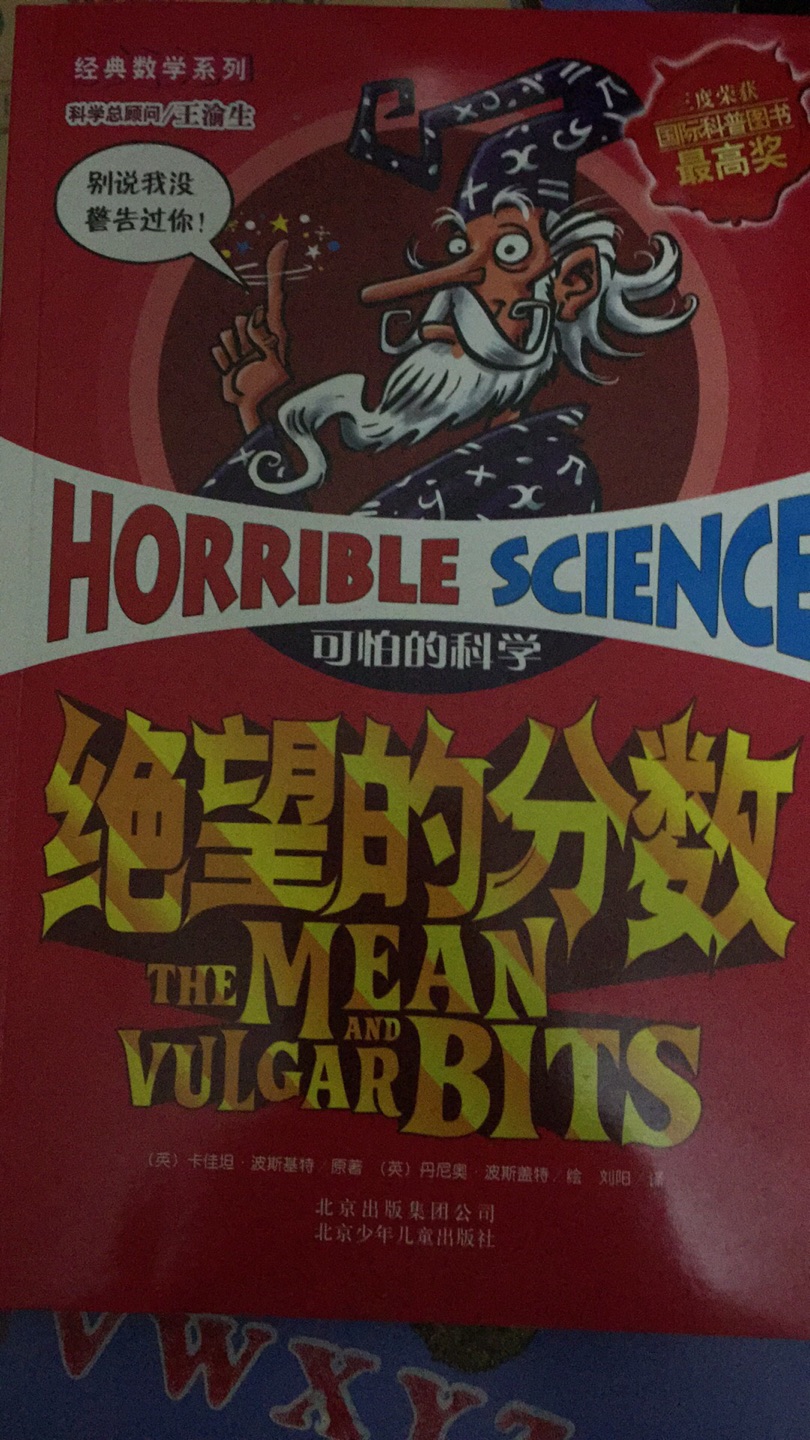 经典数学系列
科学总顾问/王渝生
三度荣获
国际科普图书
最高奖
别说我没
警告过你!
HORRIBLE SCIENCE
可怕的科学
绝望的分数
THE MEAN
AND
VULGAR BITS
(英) 卡佳坦·波斯基特/原著 (英) 丹尼奥·波斯盖特/绘 刘阳/译
北京出版集团公司
北京少年儿童出版社
VWXYZ